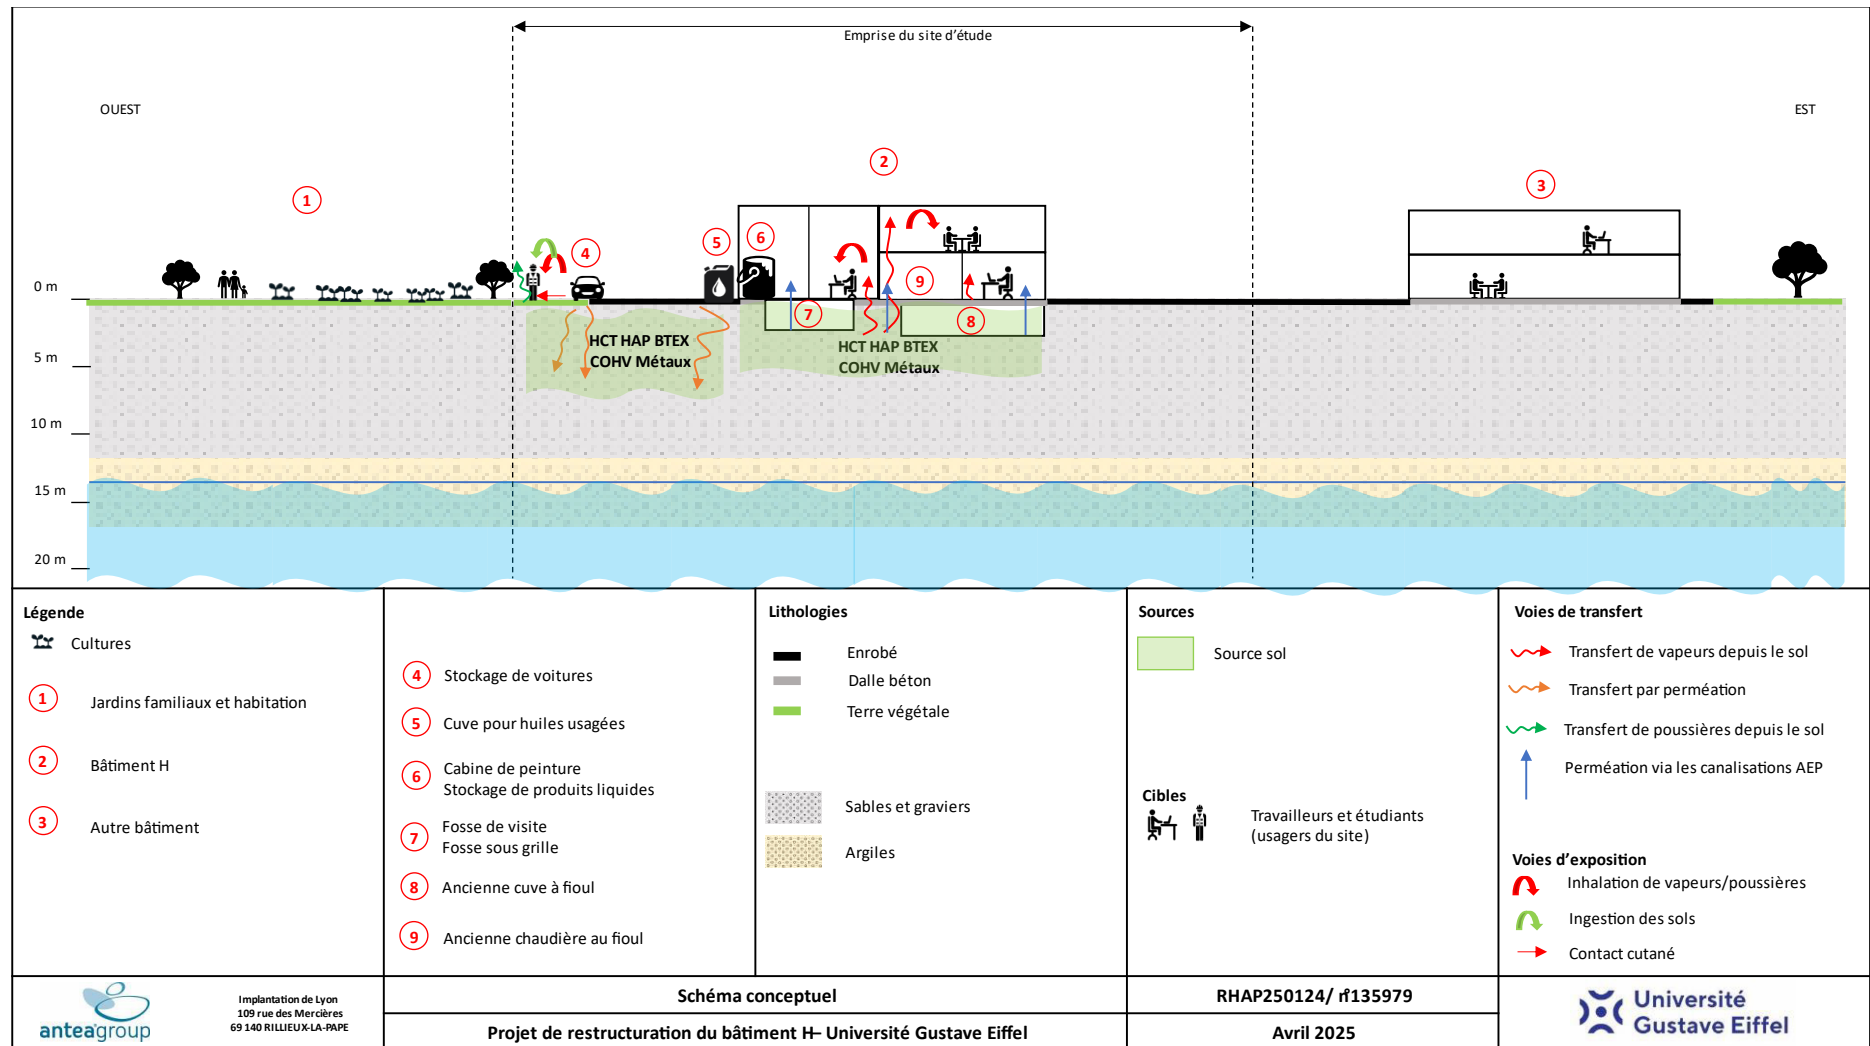 Emprise du site d'étude
OUEST
EST
2
1
3
4
5
6
9
7
8
0 m
5 m
10 m
15 m
20 m
HCT HAP BTEX
COHV Métaux
HCT HAP BTEX
COHV Métaux
Légende
Cultures
1
Jardins familiaux et habitation
2
Bâtiment H
3
Autre bâtiment
4
Stockage de voitures
5
Cuve pour huiles usagées
6
Cabine de peinture
Stockage de produits liquides
7
Fosse de visite
Fosse sous grille
8
Ancienne cuve à fioul
9
Ancienne chaudière au fioul
Lithologies
Enrobé
Dalle béton
Terre végétale
Sables et graviers
Argiles
Sources
Source sol
Cibles
Travailleurs et étudiants
(usagers du site)
Voies de transfert
Transfert de vapeurs depuis le sol
Transfert par perméation
Transfert de poussières depuis le sol
Perméation via les canalisations AEP
Voies d'exposition
Inhalation de vapeurs/poussières
Ingestion des sols
Contact cutané
anteagroup
Implantation de Lyon
109 rue des Mercières
69 140 RILLIEUX-LA-PAPE
Schéma conceptuel
Projet de restructuration du bâtiment H– Université Gustave Eiffel
RHAP250124/ n°135979
Avril 2025
Université
Gustave Eiffel